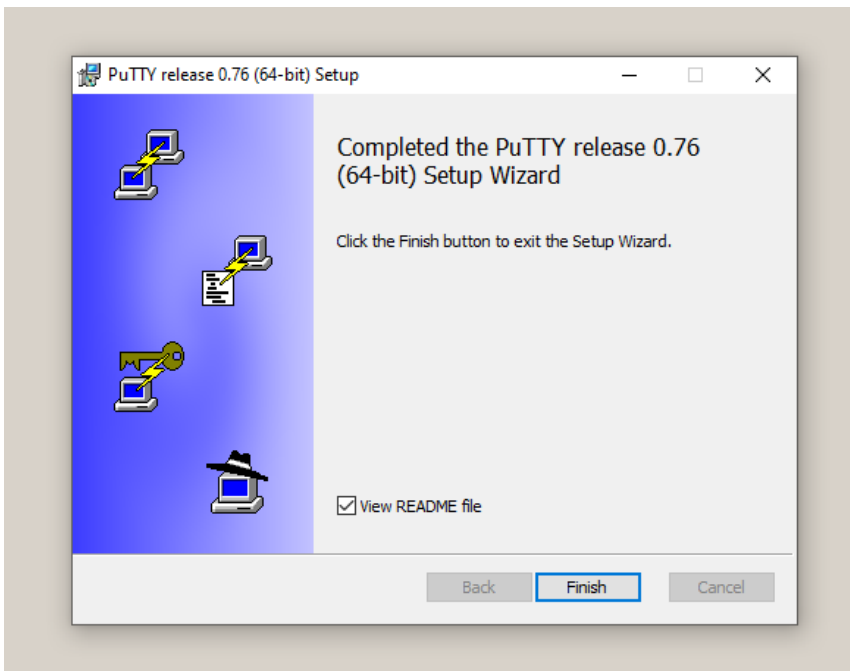 PuTTY release 0.76 (64-bit) Setup
Completed the PuTTY release 0.76
(64-bit) Setup Wizard
Click the Finish button to exit the Setup Wizard.
View README file
Back
Finish
Cancel